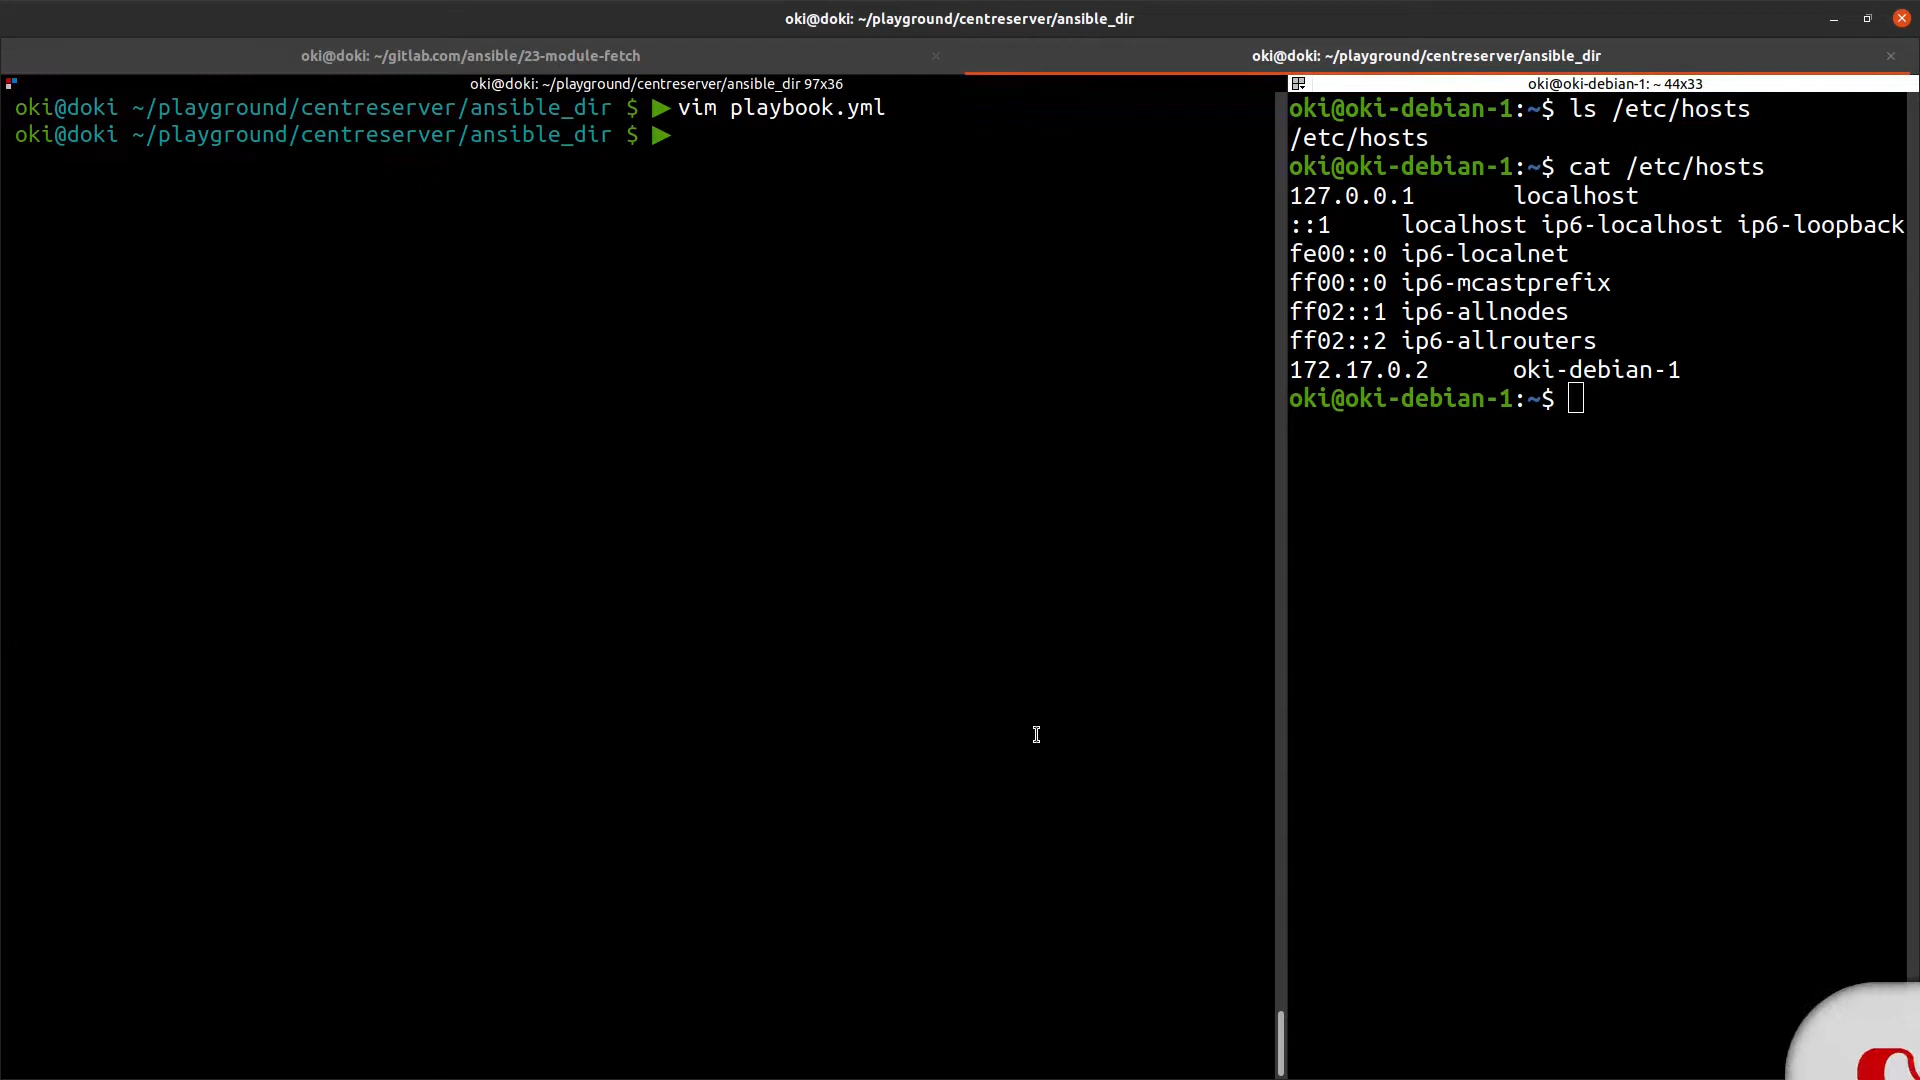 oki@doki: ~/playground/centreserver/ansible_dir
oki@doki: ~/gitlab.com/ansible/23-module-fetch
oki@doki: ~/playground/centreserver/ansible_dir
oki@doki: ~/playground/centreserver/ansible_dir 97x36
oki@doki ~/playground/centreserver/ansible_dir $ ▶ vim playbook.yml
oki@doki ~/playground/centreserver/ansible_dir $ ▶
oki@oki-debian-1: ~ 44x33
oki@oki-debian-1:~$ ls /etc/hosts
/etc/hosts
oki@oki-debian-1:~$ cat /etc/hosts
127.0.0.1       localhost
::1     localhost ip6-localhost ip6-loopback
fe00::0 ip6-localnet
ff00::0 ip6-mcastprefix
ff02::1 ip6-allnodes
ff02::2 ip6-allrouters
172.17.0.2      oki-debian-1
oki@oki-debian-1:~$